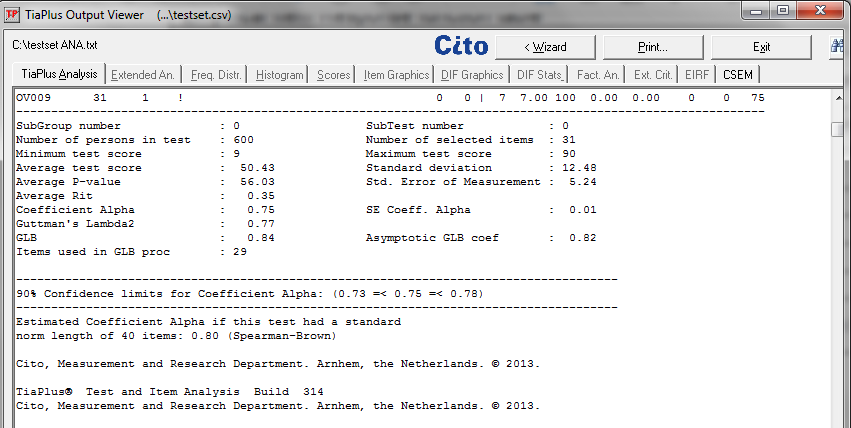 TiaPlus Output Viewer (...\testset.csv)
C:\testset ANA.txt
Cito
< Wizard
Print...
Exit
TiaPlus Analysis Extended An. Freq. Distr. Histogram Scores Item Graphics DIF Graphics DIF Stats. Fact. An. Ext. Crit. EIRF CSEM
OV009 31 1 ! 0 0 | 7 7.00 100 0.00 0.00 0 0 75
SubGroup number : 0 SubTest number : 0
Number of persons in test : 600 Number of selected items : 31
Minimum test score : 9 Maximum test score : 90
Average test score : 50.43 Standard deviation : 12.48
Average P-value : 56.03 Std. Error of Measurement : 5.24
Average Rit : 0.35
Coefficient Alpha : 0.75 SE Coeff. Alpha : 0.01
Guttman's Lambda2 : 0.77
GLB : 0.84 Asymptotic GLB coef : 0.82
Items used in GLB proc : 29
90% Confidence limits for Coefficient Alpha: (0.73 =< 0.75 =< 0.78)
Estimated Coefficient Alpha if this test had a standard
norm length of 40 items: 0.80 (Spearman-Brown)
Cito, Measurement and Research Department. Arnhem, the Netherlands. © 2013.
TiaPlus® Test and Item Analysis Build 314
Cito, Measurement and Research Department. Arnhem, the Netherlands. © 2013.